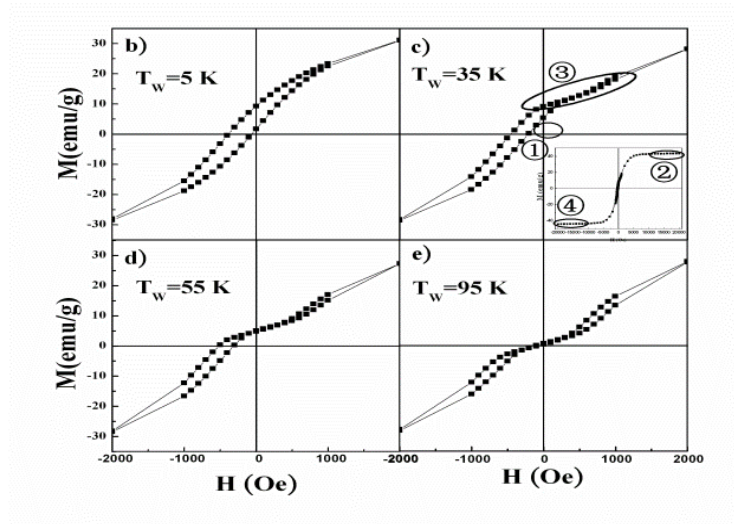 b)
T_W=5 K
c)
T_W=35 K
③
①
②
④
d)
T_W=55 K
e)
T_W=95 K
M(emu/g)
30
20
10
0
-10
-20
-30
M(emu/g)
30
20
10
0
-10
-20
-30
-2000 -1000 0 1000 -2000 -1000 0 1000 2000
H (Oe) H (Oe)
M (emu/g)
H (Oe)